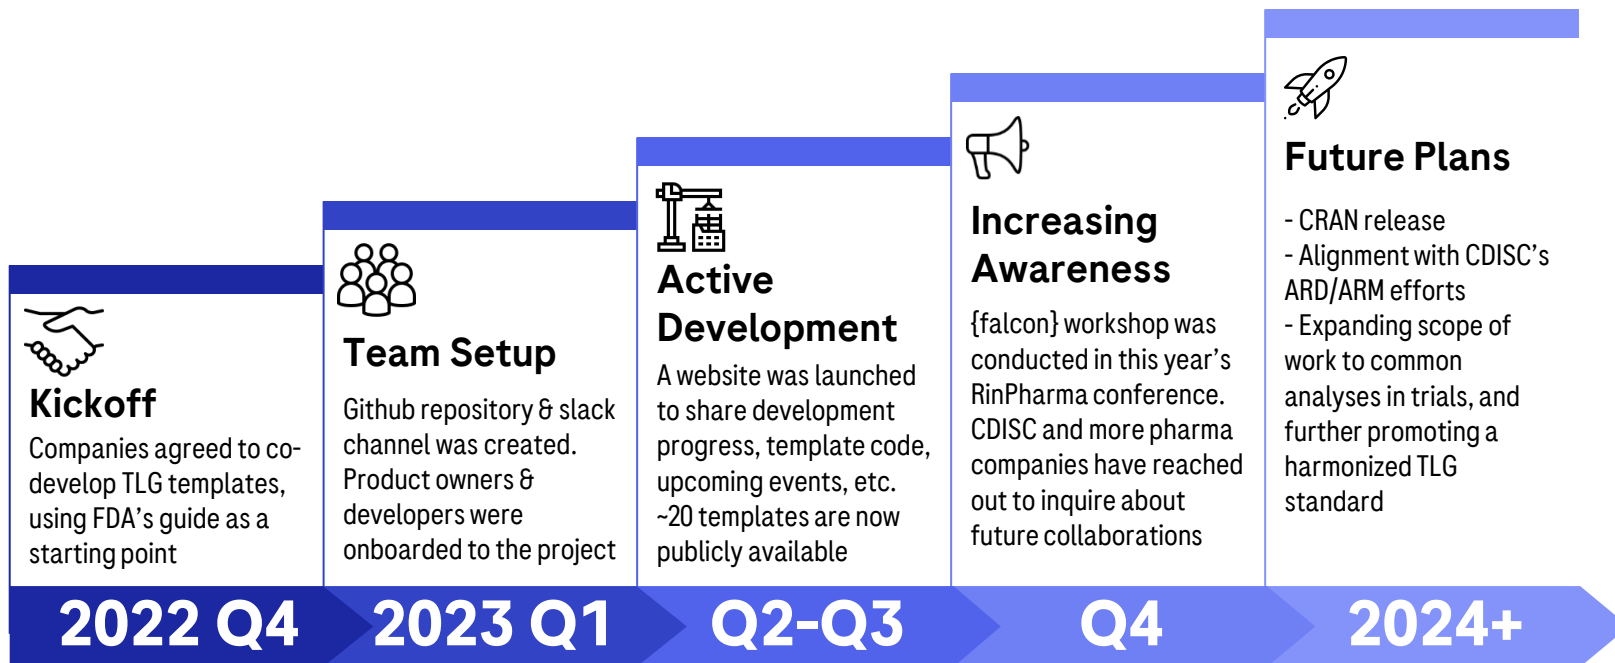 Kickoff
Companies agreed to co-
develop TLG templates,
using FDA's guide as a
starting point
2022 Q4
Team Setup
Github repository & slack
channel was created.
Product owners &
developers were
onboarded to the project
2023 Q1
Active
Development
A website was launched
to share development
progress, template code,
upcoming events, etc.
~20 templates are now
publicly available
Q2-Q3
Increasing
Awareness
{falcon} workshop was
conducted in this year's
RinPharma conference.
CDISC and more pharma
companies have reached
out to inquire about
future collaborations
Q4
Future Plans
- CRAN release
- Alignment with CDISC's
ARD/ARM efforts
- Expanding scope of
work to common
analyses in trials, and
further promoting a
harmonized TLG
standard
2024+